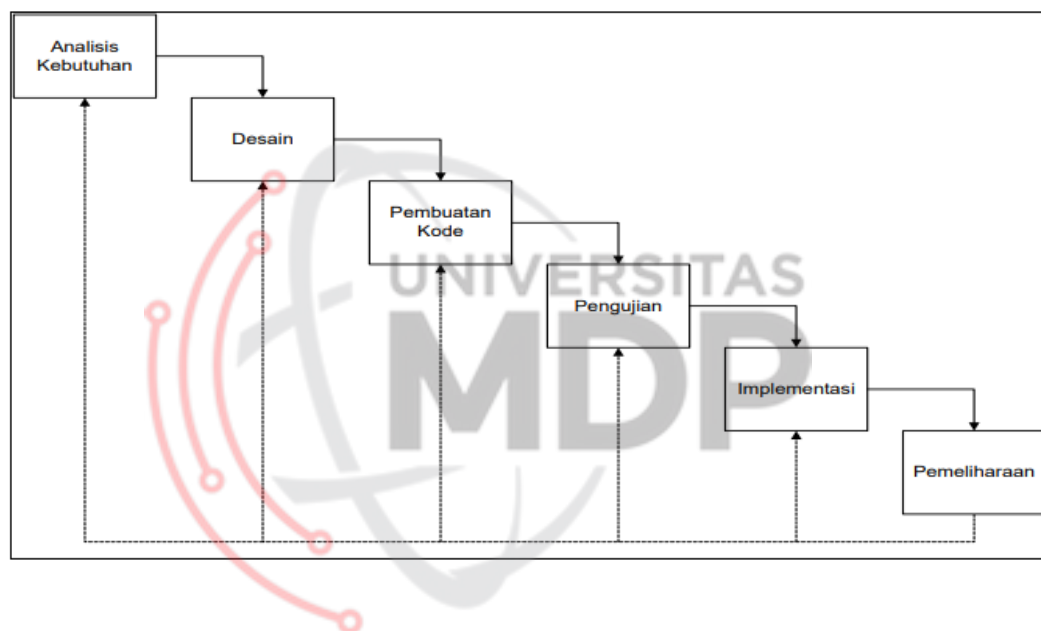 Analisis
Kebutuhan
Desain
Pembuatan
Kode
UNIVERSITAS
MDP
Pengujian
Implementasi
Pemeliharaan